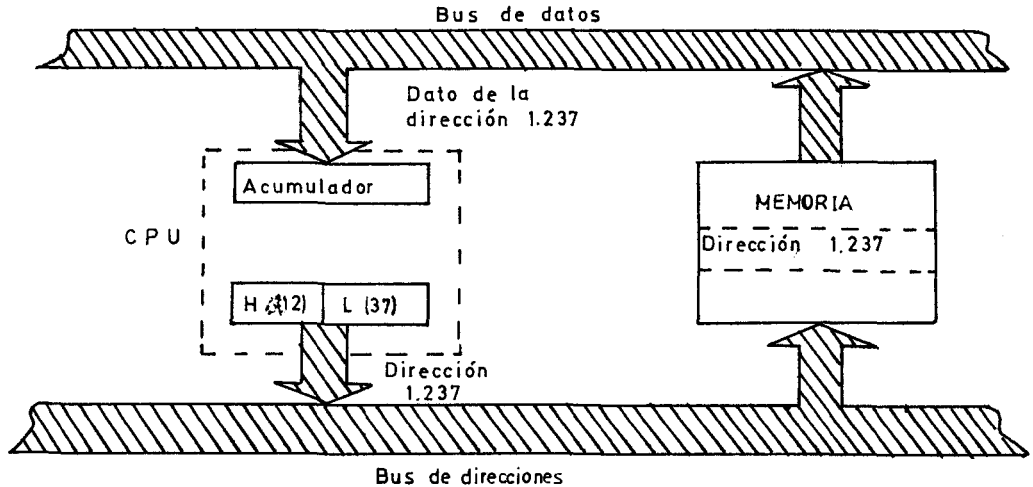 Bus de datos
Dato de la
dirección 1.237
Acumulador
CPU
MEMORIA
Dirección 1.237
H (12) L (37)
Dirección
1.237
Bus de direcciones